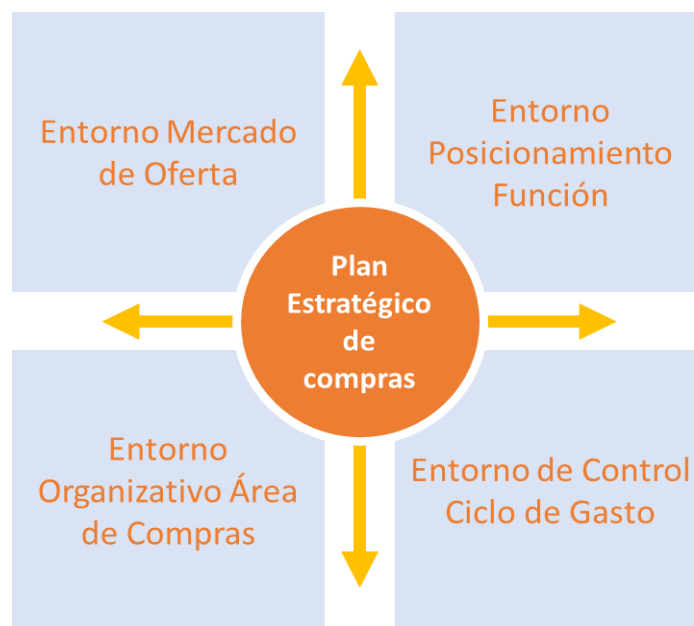 Entorno Mercado
de Oferta
Entorno
Posicionamiento
Función
Plan
Estratégico
de
compras
Entorno
Organizativo Área
de Compras
Entorno de Control
Ciclo de Gasto